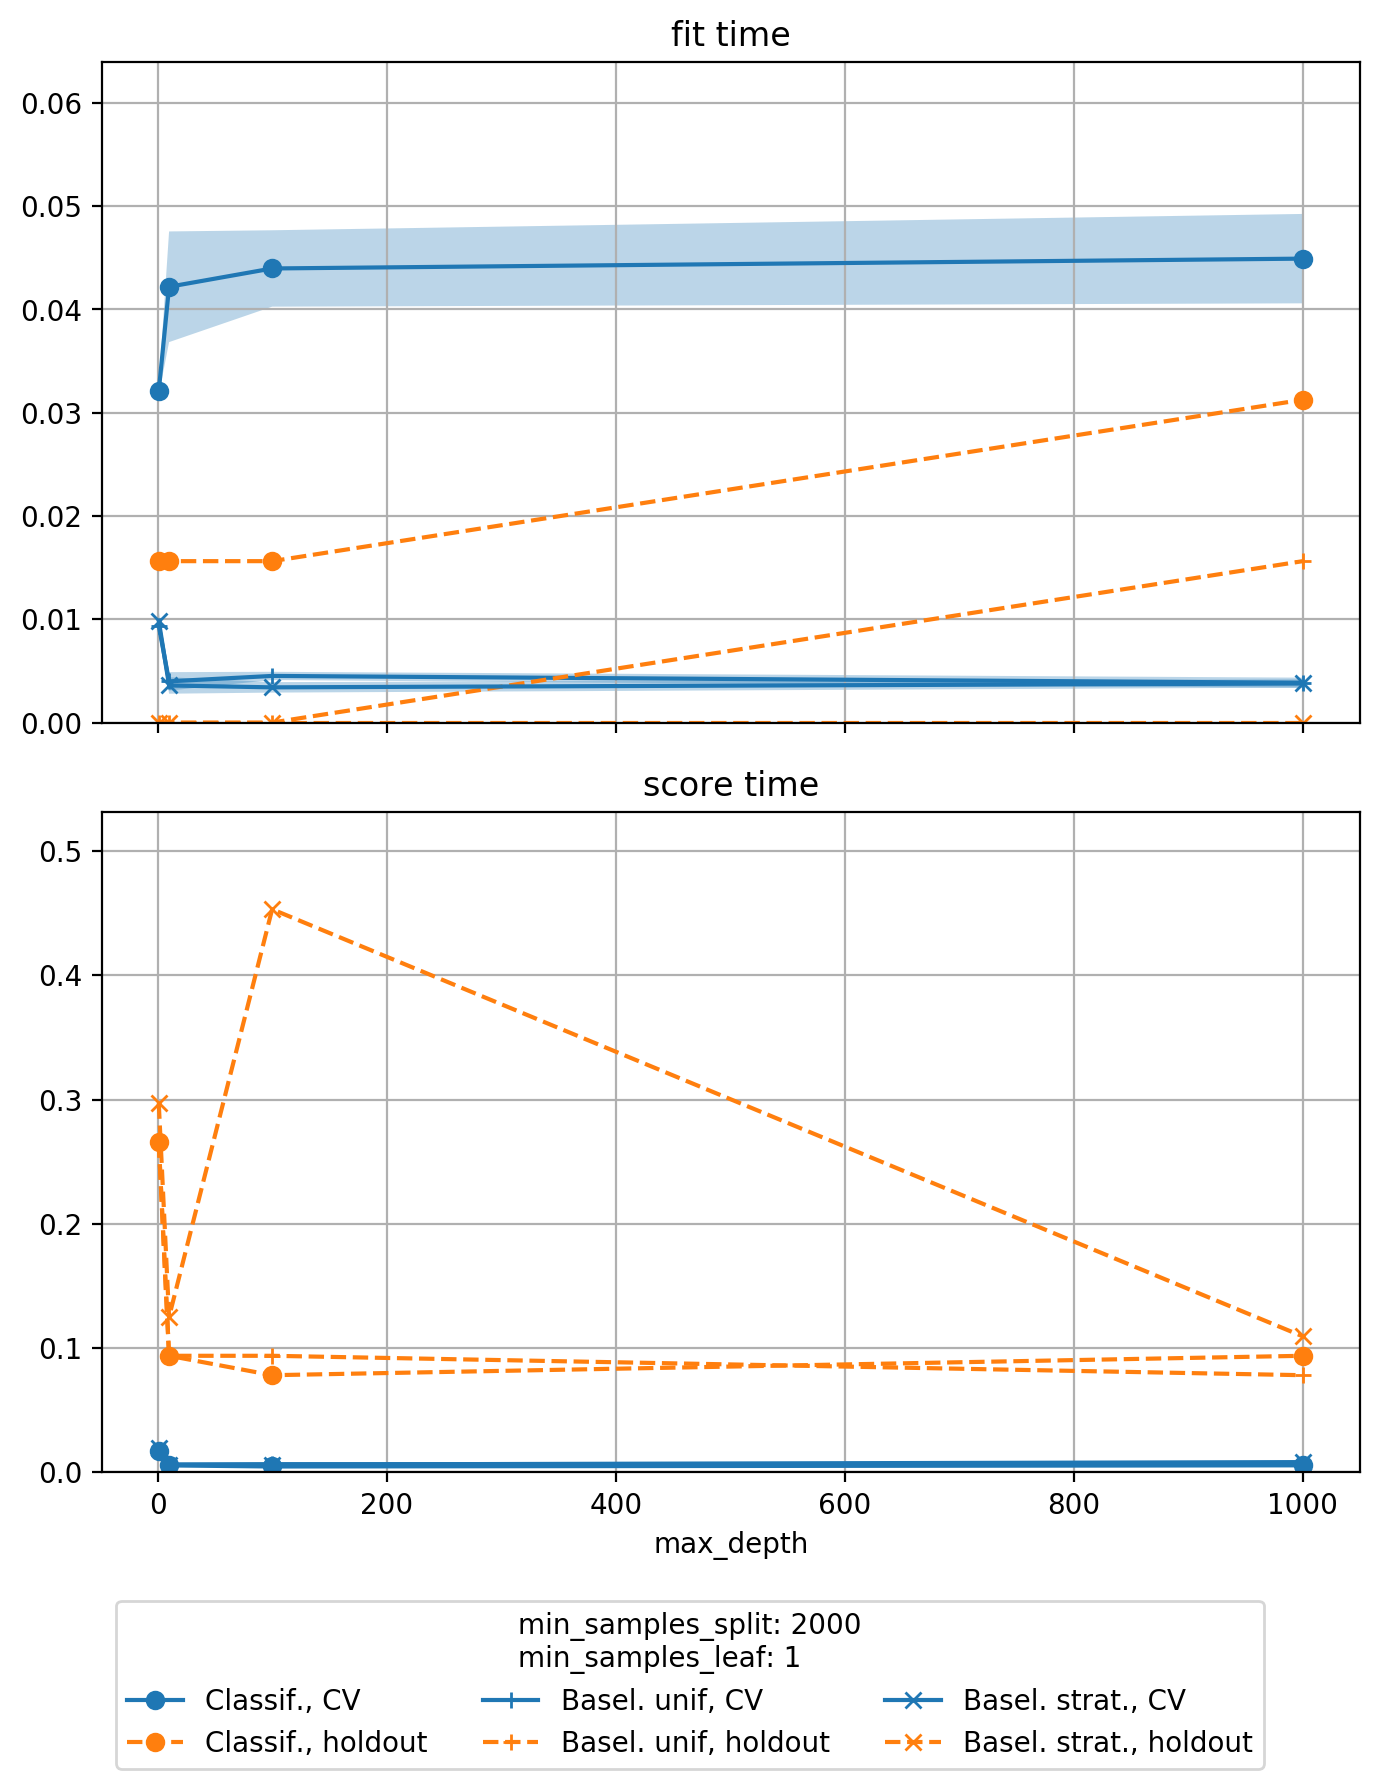 fit time
0.06
0.05
0.04
0.03
0.02
0.01
0.00
score time
0.5
0.4
0.3
0.2
0.1
0.0
0 200 400 600 800 1000
max_depth
min_samples_split: 2000
min_samples_leaf: 1
Classif., CV Basel. unif, CV Basel. strat., CV
Classif., holdout Basel. unif, holdout Basel. strat., holdout